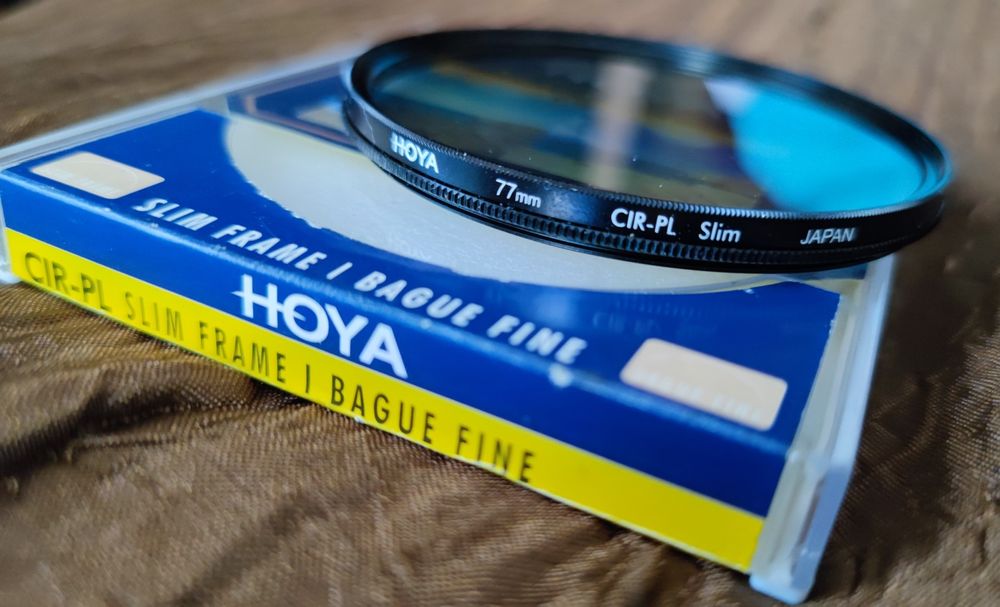 HOYA 77mm CIR-PL Slim JAPAN
SLIM FRAME / BAGUE FINE
HOYA
CIR-PL SLIM FRAME / BAGUE FINE